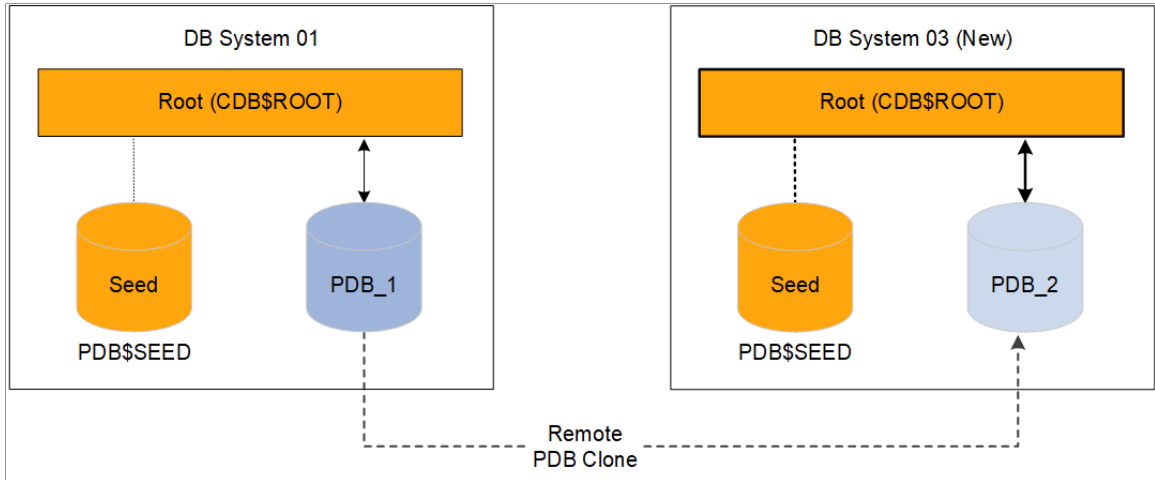 DB System 01
Root (CDB$ROOT)
Seed
PDB_1
PDB$SEED
DB System 03 (New)
Root (CDB$ROOT)
Seed
PDB_2
PDB$SEED
Remote
PDB Clone